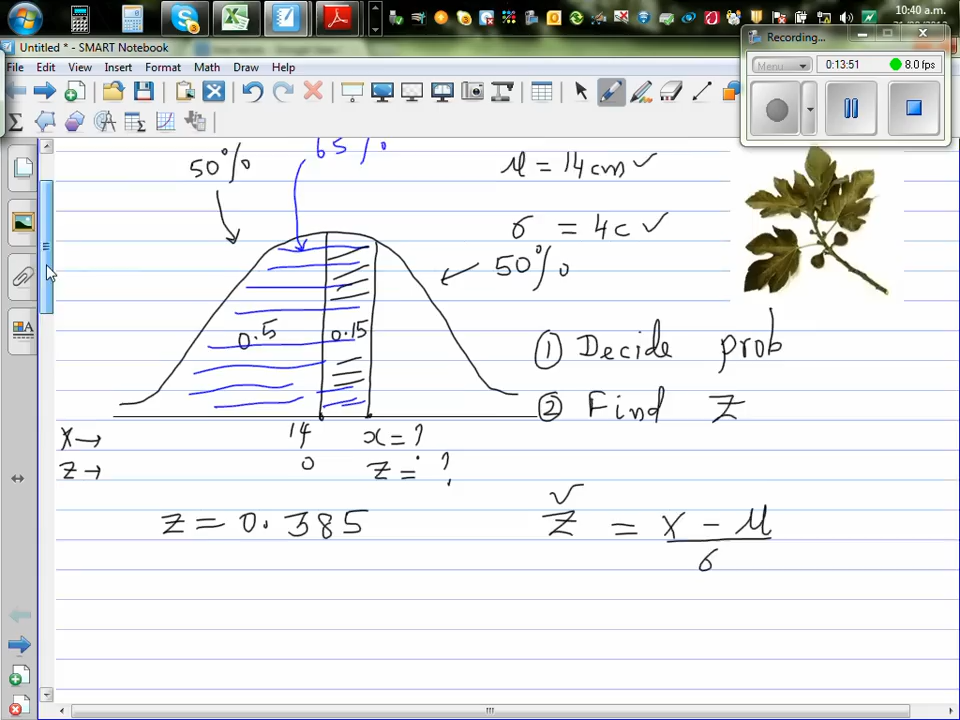 10:40 a.m.
Untitled * - SMART Notebook
Recording...
File Edit View Insert Format Math Draw Help
Menu 0:13:51 8.0 fps
50% 65% μ = 14cm ✓
σ = 4c ✓
50%
0.5 0.15
① Decide prob
② Find Z
X → 14 x = ?
Z → 0 Z = ?
✓
Z = 0.385 Z = X - μ
σ